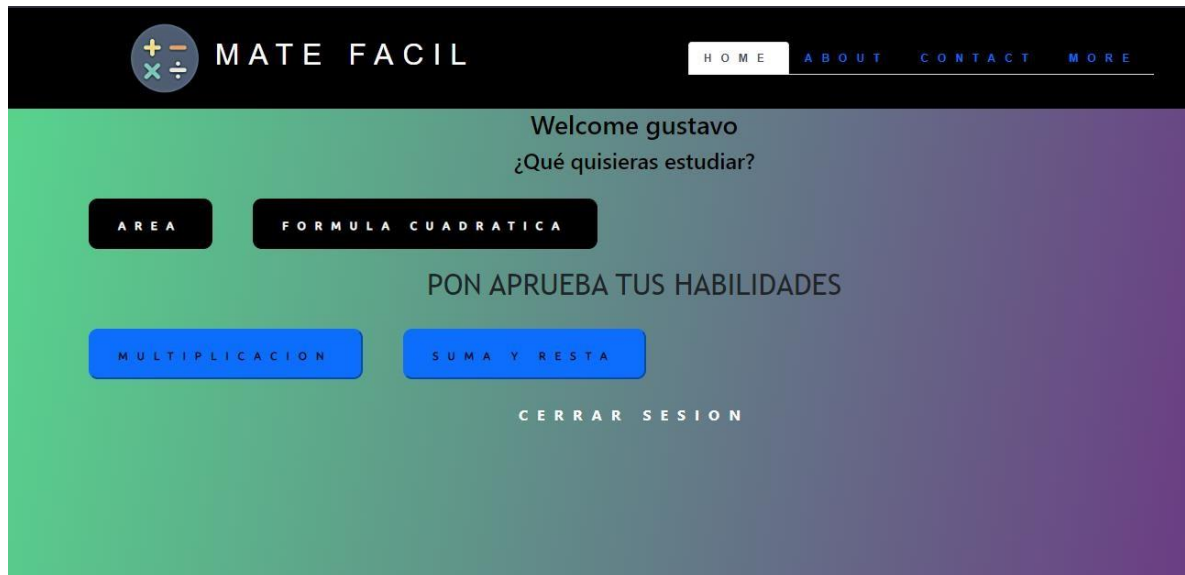 MATE FACIL
HOME ABOUT CONTACT MORE
Welcome gustavo
¿Qué quisieras estudiar?
AREA FORMULA CUADRATICA
PON APRUEBA TUS HABILIDADES
MULTIPLICACION SUMA Y RESTA
CERRAR SESION